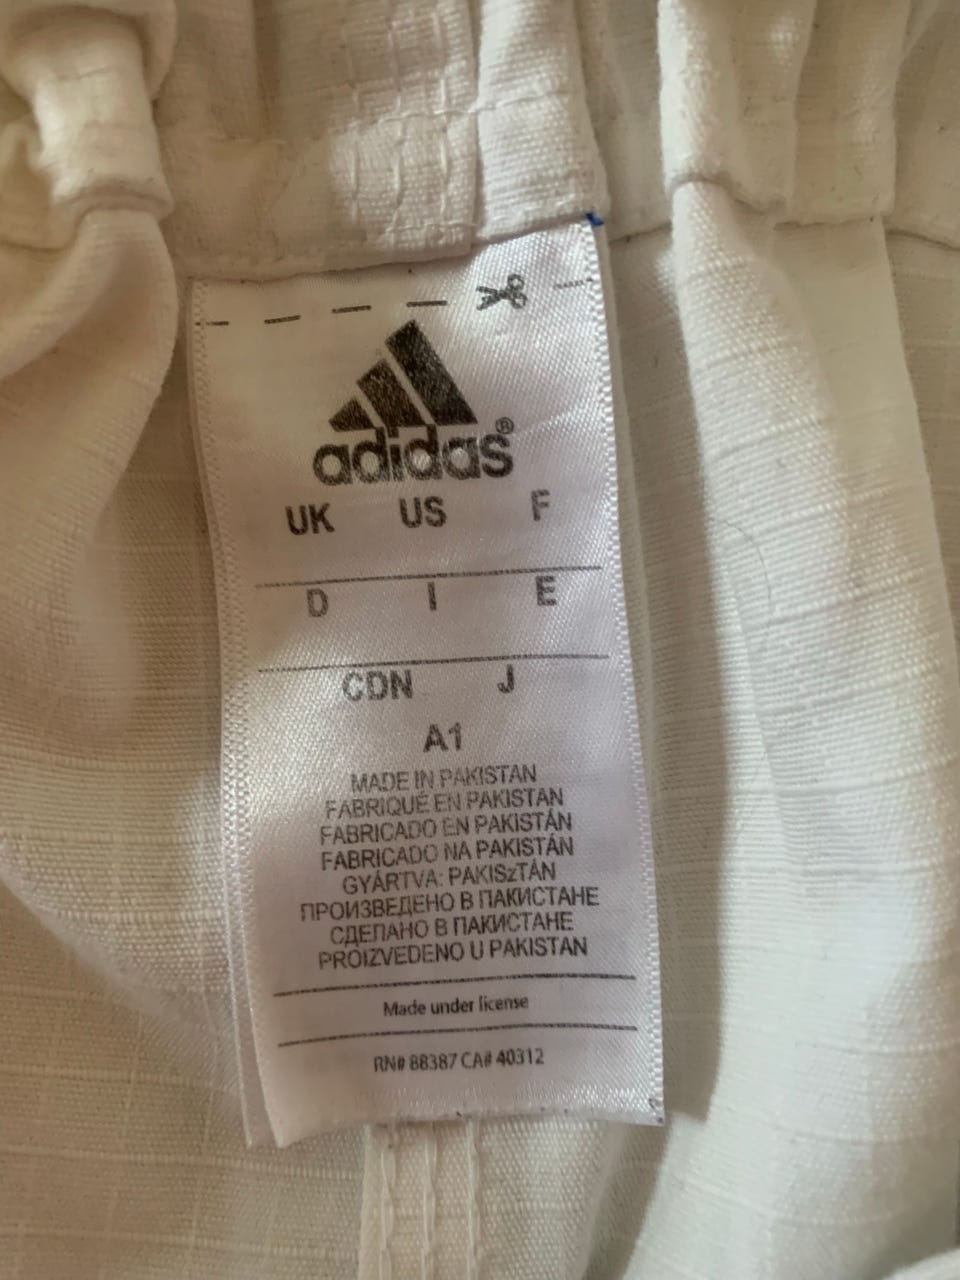 adidas®
UK US F
D I E
CDN J
A1
MADE IN PAKISTAN
FABRIQUÉ EN PAKISTAN
FABRICADO EN PAKISTÁN
FABRICADO NA PAKISTÁN
GYÁRTVA: PAKISzTÁN
ПРОИЗВЕДЕНО В ПАКИСТАНЕ
СДЕЛАНО В ПАКИСТАНЕ
PROIZVEDENO U PAKISTAN
Made under license
RN# 88387 CA# 40312